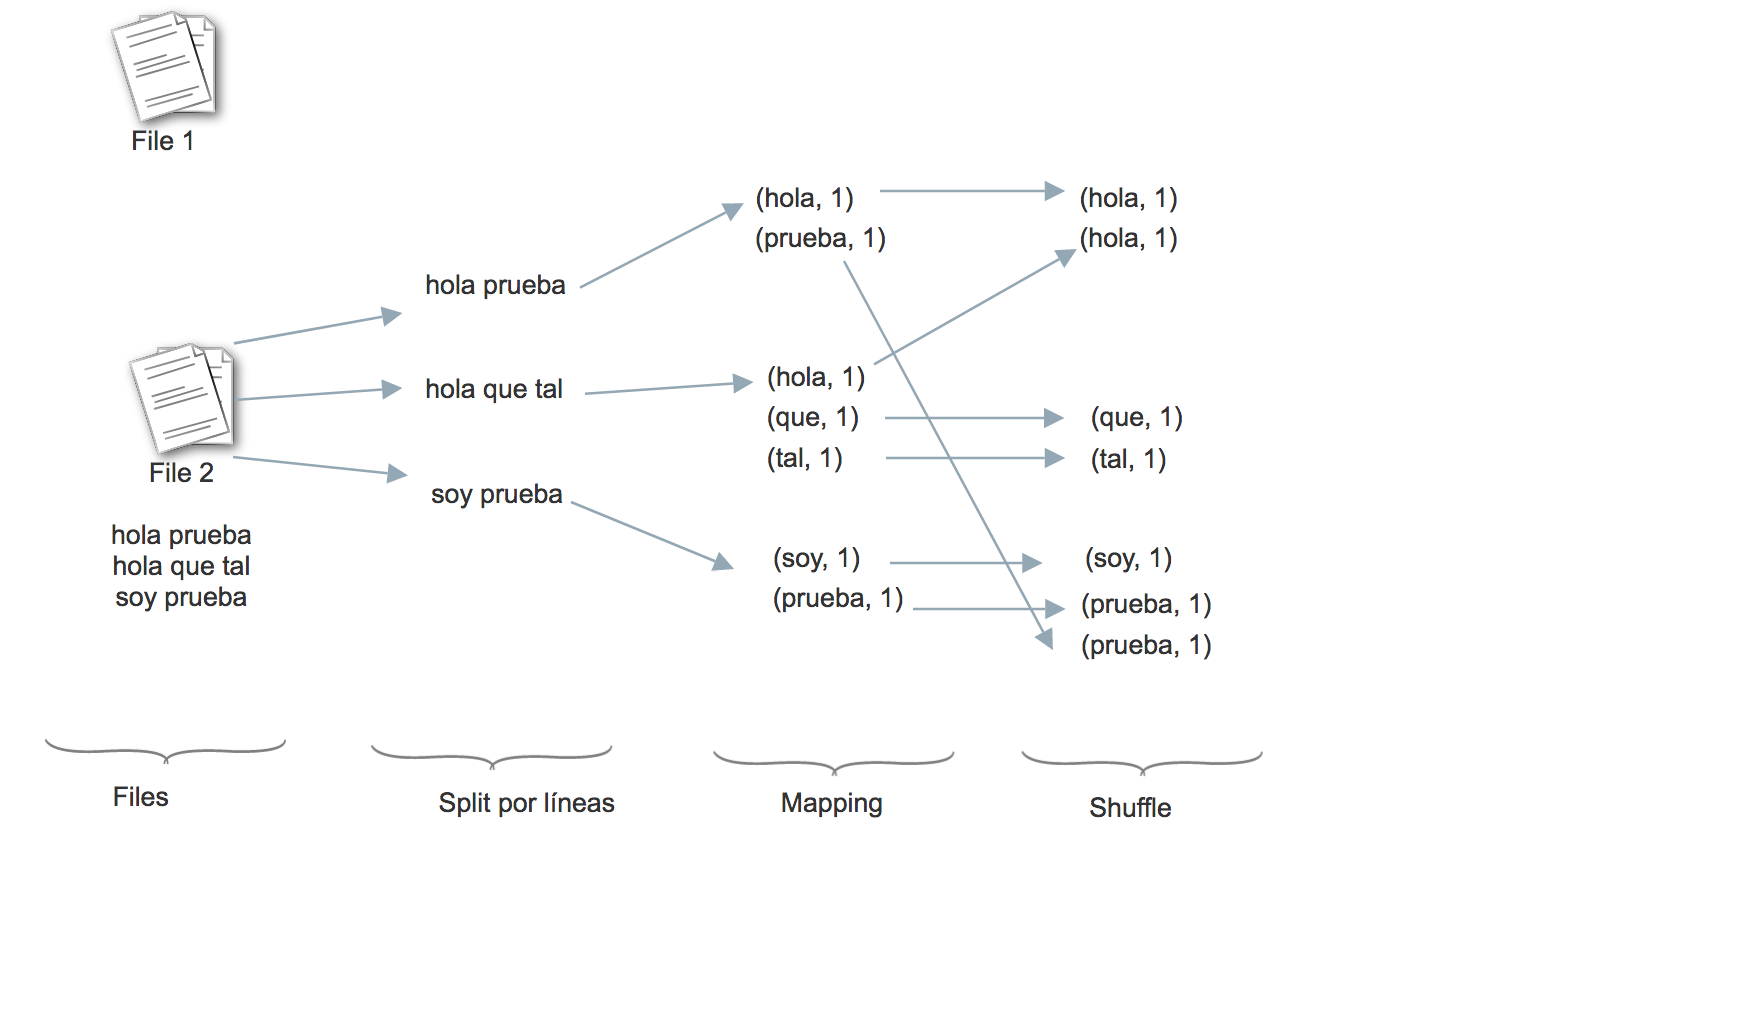 File 1
File 2
hola prueba
hola que tal
soy prueba
hola prueba
hola que tal
soy prueba
(hola, 1)
(prueba, 1)
(hola, 1)
(que, 1)
(tal, 1)
(soy, 1)
(prueba, 1)
(hola, 1)
(hola, 1)
(que, 1)
(tal, 1)
(soy, 1)
(prueba, 1)
(prueba, 1)
Files
Split por líneas
Mapping
Shuffle